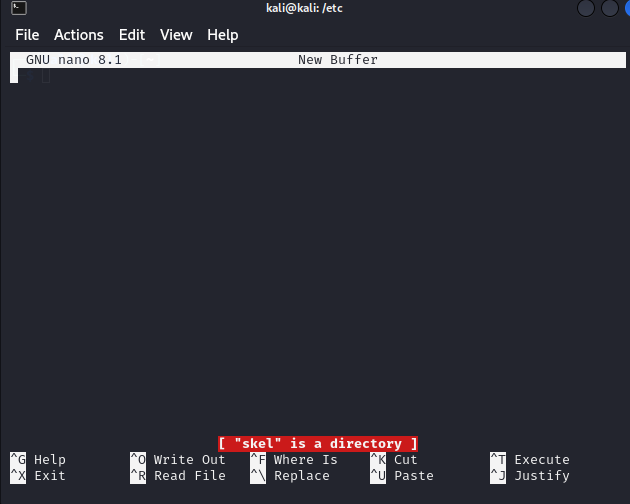 kali@kali: /etc
File Actions Edit View Help
GNU nano 8.1 New Buffer
[ "skel" is a directory ]
^G Help ^O Write Out ^F Where Is ^K Cut ^T Execute
^X Exit ^R Read File ^\ Replace ^U Paste ^J Justify